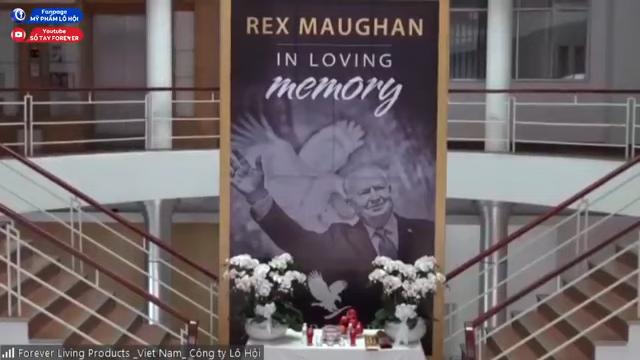 Fanpage
MỸ PHẨM LÔ HỘI
Youtube
SỔ TAY FOREVER
REX MAUGHAN
IN LOVING
memory
Forever Living Products _Viet Nam_ Công ty Lô Hội